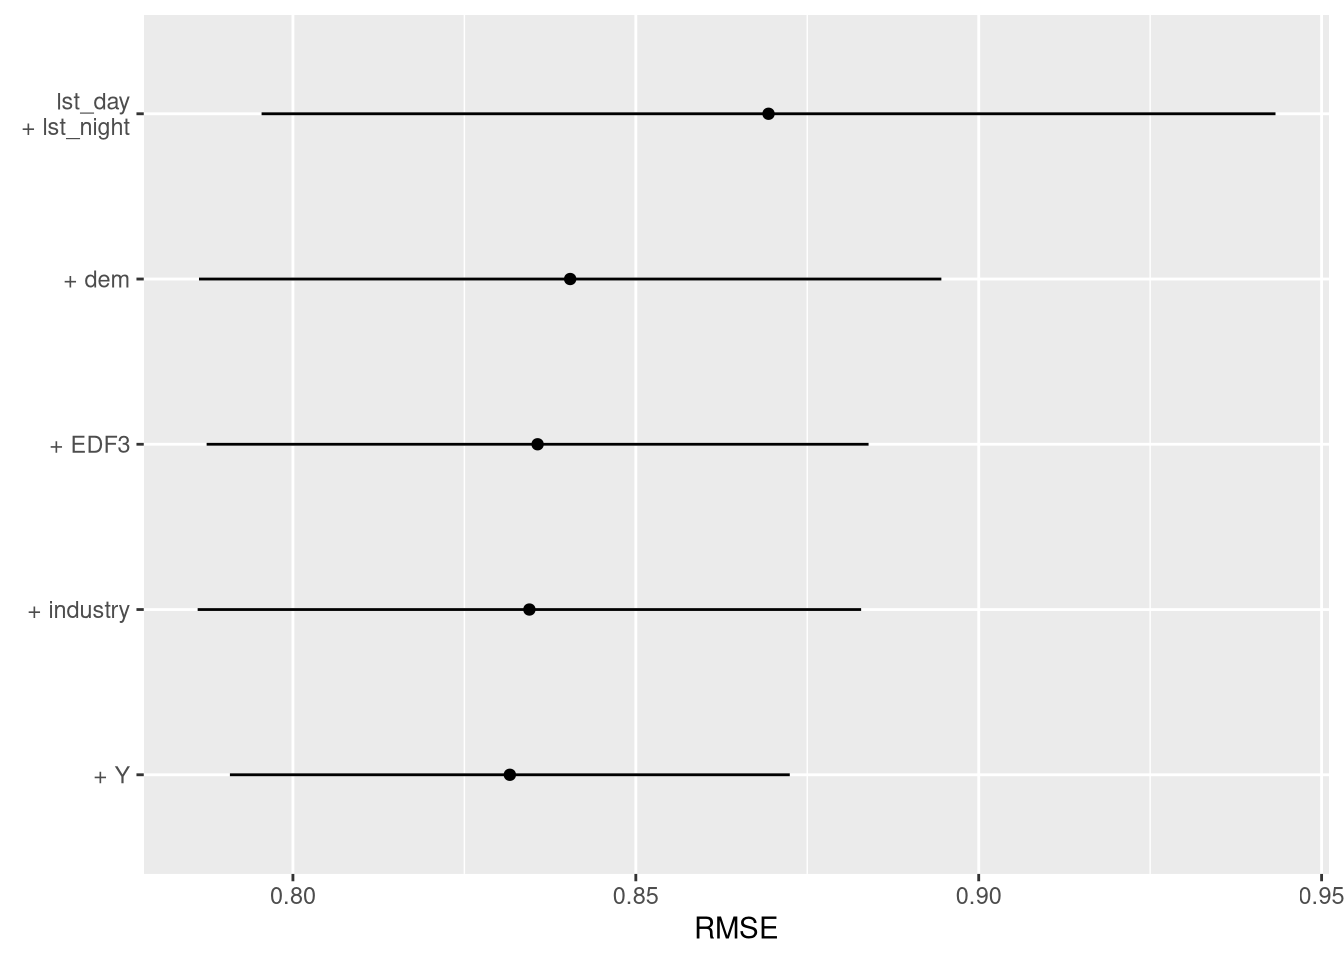 lst_day
+ lst_night
+ dem
+ EDF3
+ industry
+ Y
0.80 0.85 0.90 0.95
RMSE